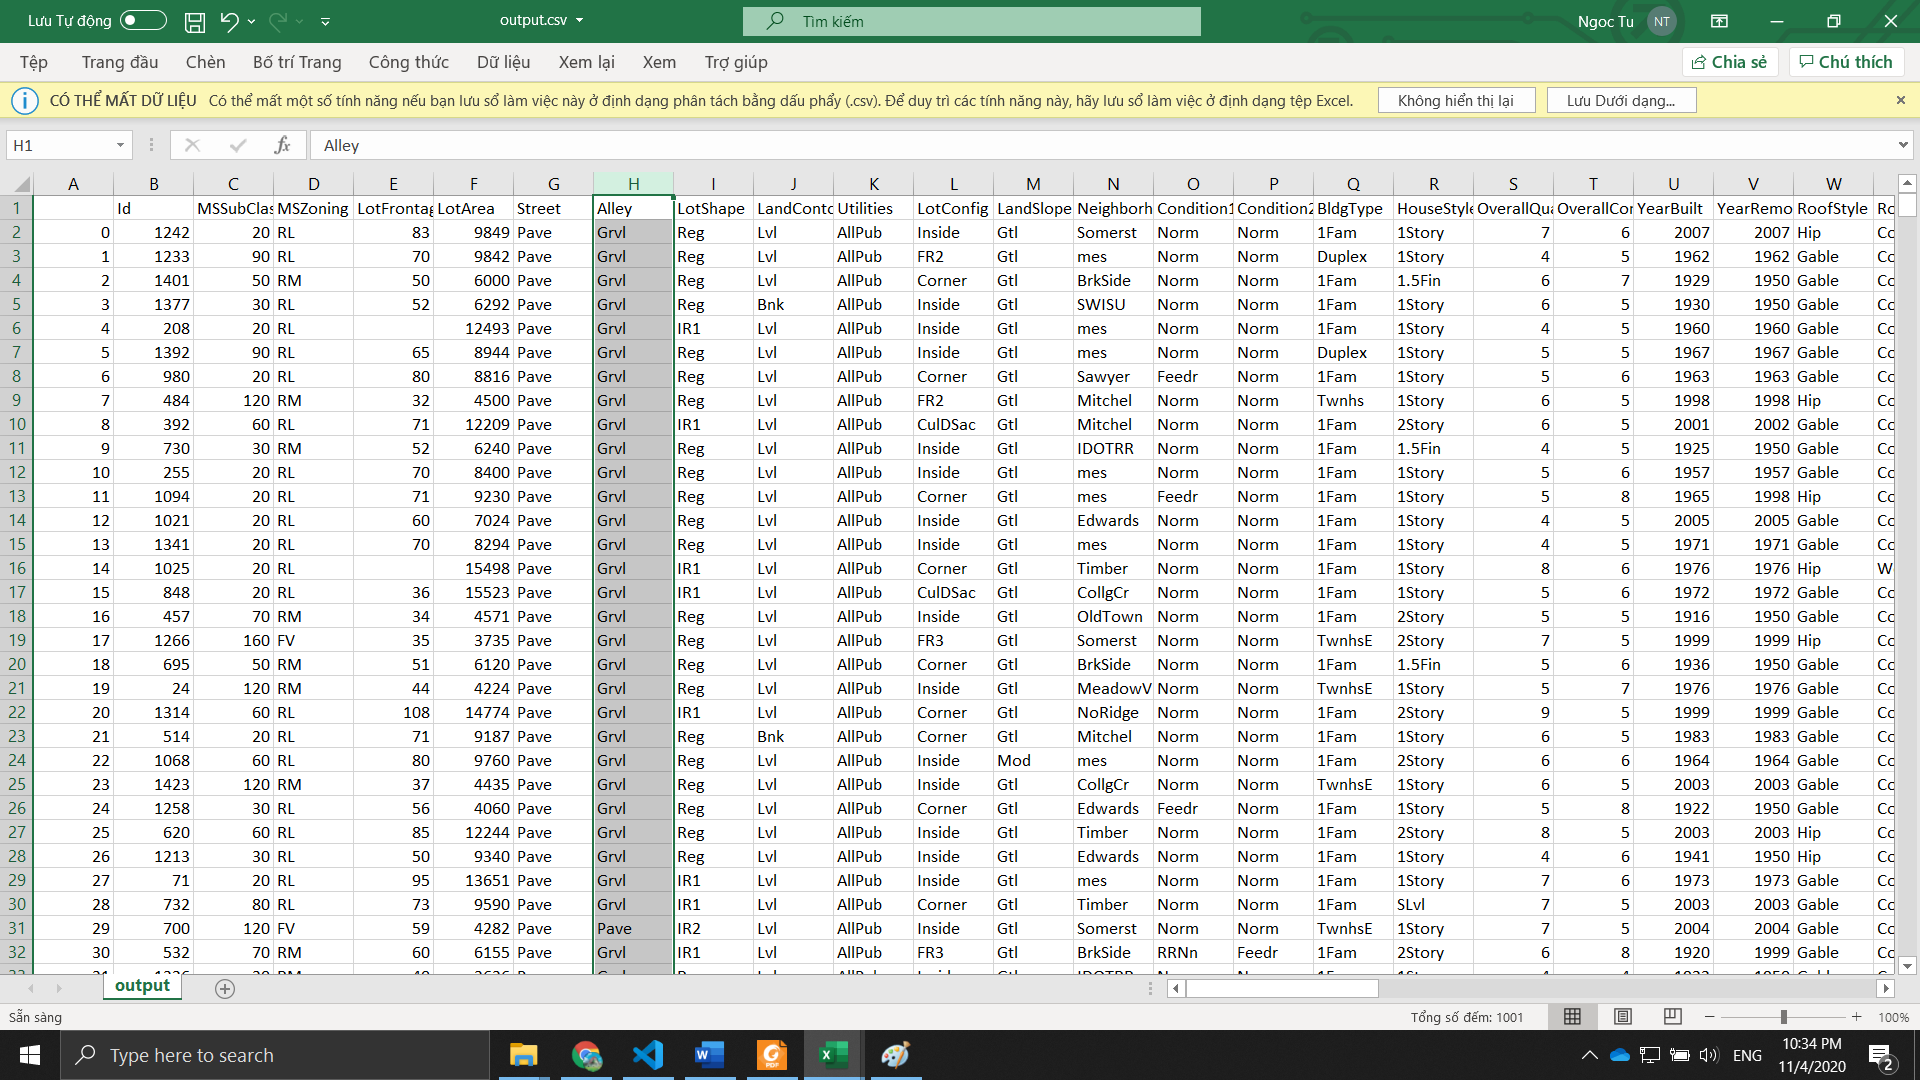 Lưu Tự động
output.csv
Tìm kiếm
Ngoc Tu NT
Tệp Trang đầu Chèn Bố trí Trang Công thức Dữ liệu Xem lại Xem Trợ giúp Chia sẻ Chú thích
CÓ THỂ MẤT DỮ LIỆU Có thể mất một số tính năng nếu bạn lưu sổ làm việc này ở định dạng phân tách bằng dấu phẩy (.csv). Để duy trì các tính năng này, hãy lưu sổ làm việc ở định dạng tệp Excel. Không hiển thị lại Lưu Dưới dạng...
H1 fx Alley
A B C D E F G H I J K L M N O P Q R S T U V W
1 Id MSSubClas MSZoning LotFrontag LotArea Street Alley LotShape LandConto Utilities LotConfig LandSlope Neighborh Condition1 Condition2 BldgType HouseStyle OverallQua OverallCon YearBuilt YearRemo RoofStyle Ro
2 0 1242 20 RL 83 9849 Pave Grvl Reg Lvl AllPub Inside Gtl Somerst Norm Norm 1Fam 1Story 7 6 2007 2007 Hip Co
3 1 1233 90 RL 70 9842 Pave Grvl Reg Lvl AllPub FR2 Gtl mes Norm Norm Duplex 1Story 4 5 1962 1962 Gable Co
4 2 1401 50 RM 50 6000 Pave Grvl Reg Lvl AllPub Corner Gtl BrkSide Norm Norm 1Fam 1.5Fin 6 7 1929 1950 Gable Co
5 3 1377 30 RL 52 6292 Pave Grvl Reg Bnk AllPub Inside Gtl SWISU Norm Norm 1Fam 1Story 6 5 1930 1950 Gable Co
6 4 208 20 RL 12493 Pave Grvl IR1 Lvl AllPub Inside Gtl mes Norm Norm 1Fam 1Story 4 5 1960 1960 Gable Co
7 5 1392 90 RL 65 8944 Pave Grvl Reg Lvl AllPub Inside Gtl mes Norm Norm Duplex 1Story 5 5 1967 1967 Gable Co
8 6 980 20 RL 80 8816 Pave Grvl Reg Lvl AllPub Corner Gtl Sawyer Feedr Norm 1Fam 1Story 5 6 1963 1963 Gable Co
9 7 484 120 RM 32 4500 Pave Grvl Reg Lvl AllPub FR2 Gtl Mitchel Norm Norm Twnhs 1Story 6 5 1998 1998 Hip Co
10 8 392 60 RL 71 12209 Pave Grvl IR1 Lvl AllPub CulDSac Gtl Mitchel Norm Norm 1Fam 2Story 6 5 2001 2002 Gable Co
11 9 730 30 RM 52 6240 Pave Grvl Reg Lvl AllPub Inside Gtl IDOTRR Norm Norm 1Fam 1.5Fin 4 5 1925 1950 Gable Co
12 10 255 20 RL 70 8400 Pave Grvl Reg Lvl AllPub Inside Gtl mes Norm Norm 1Fam 1Story 5 6 1957 1957 Gable Co
13 11 1094 20 RL 71 9230 Pave Grvl Reg Lvl AllPub Corner Gtl mes Feedr Norm 1Fam 1Story 5 8 1965 1998 Hip Co
14 12 1021 20 RL 60 7024 Pave Grvl Reg Lvl AllPub Inside Gtl Edwards Norm Norm 1Fam 1Story 4 5 2005 2005 Gable Co
15 13 1341 20 RL 70 8294 Pave Grvl Reg Lvl AllPub Inside Gtl mes Norm Norm 1Fam 1Story 4 5 1971 1971 Gable Co
16 14 1025 20 RL 15498 Pave Grvl IR1 Lvl AllPub Corner Gtl Timber Norm Norm 1Fam 1Story 8 6 1976 1976 Hip W
17 15 848 20 RL 36 15523 Pave Grvl IR1 Lvl AllPub CulDSac Gtl CollgCr Norm Norm 1Fam 1Story 5 6 1972 1972 Gable Co
18 16 457 70 RM 34 4571 Pave Grvl Reg Lvl AllPub Inside Gtl OldTown Norm Norm 1Fam 2Story 5 5 1916 1950 Gable Co
19 17 1266 160 FV 35 3735 Pave Grvl Reg Lvl AllPub FR3 Gtl Somerst Norm Norm TwnhsE 2Story 7 5 1999 1999 Hip Co
20 18 695 50 RM 51 6120 Pave Grvl Reg Lvl AllPub Corner Gtl BrkSide Norm Norm 1Fam 1.5Fin 5 6 1936 1950 Gable Co
21 19 24 120 RM 44 4224 Pave Grvl Reg Lvl AllPub Inside Gtl MeadowV Norm Norm TwnhsE 1Story 5 7 1976 1976 Gable Co
22 20 1314 60 RL 108 14774 Pave Grvl IR1 Lvl AllPub Corner Gtl NoRidge Norm Norm 1Fam 2Story 9 5 1999 1999 Gable Co
23 21 514 20 RL 71 9187 Pave Grvl Reg Bnk AllPub Corner Gtl Mitchel Norm Norm 1Fam 1Story 6 5 1983 1983 Gable Co
24 22 1068 60 RL 80 9760 Pave Grvl Reg Lvl AllPub Inside Mod mes Norm Norm 1Fam 2Story 6 6 1964 1964 Gable Co
25 23 1423 120 RM 37 4435 Pave Grvl Reg Lvl AllPub Inside Gtl CollgCr Norm Norm TwnhsE 1Story 6 5 2003 2003 Gable Co
26 24 1258 30 RL 56 4060 Pave Grvl Reg Lvl AllPub Corner Gtl Edwards Feedr Norm 1Fam 1Story 5 8 1922 1950 Gable Co
27 25 620 60 RL 85 12244 Pave Grvl Reg Lvl AllPub Inside Gtl Timber Norm Norm 1Fam 2Story 8 5 2003 2003 Hip Co
28 26 1213 30 RL 50 9340 Pave Grvl Reg Lvl AllPub Inside Gtl Edwards Norm Norm 1Fam 1Story 4 6 1941 1950 Hip Co
29 27 71 20 RL 95 13651 Pave Grvl IR1 Lvl AllPub Inside Gtl mes Norm Norm 1Fam 1Story 7 6 1973 1973 Gable Co
30 28 732 80 RL 73 9590 Pave Grvl IR1 Lvl AllPub Corner Gtl Timber Norm Norm 1Fam SLvl 7 5 2003 2003 Gable Co
31 29 700 120 FV 59 4282 Pave Pave IR2 Lvl AllPub Inside Gtl Somerst Norm Norm TwnhsE 1Story 7 5 2004 2004 Gable Co
32 30 532 70 RM 60 6155 Pave Grvl IR1 Lvl AllPub FR3 Gtl BrkSide RRNn Feedr 1Fam 2Story 6 8 1920 1999 Gable Co
output
Sẵn sàng Tổng số đếm: 1001 100%
Type here to search
ENG
10:34 PM
11/4/2020
2